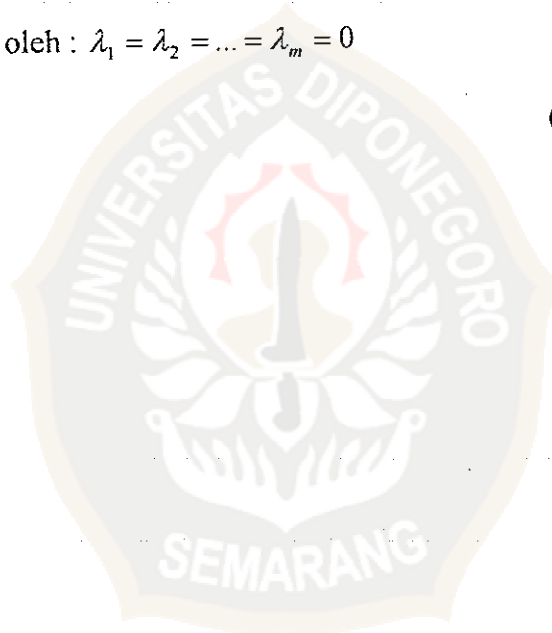 oleh : λ₁ = λ₂ = ... = λₘ = 0
UNIVERSITAS DIPONEGORO
SEMARANG